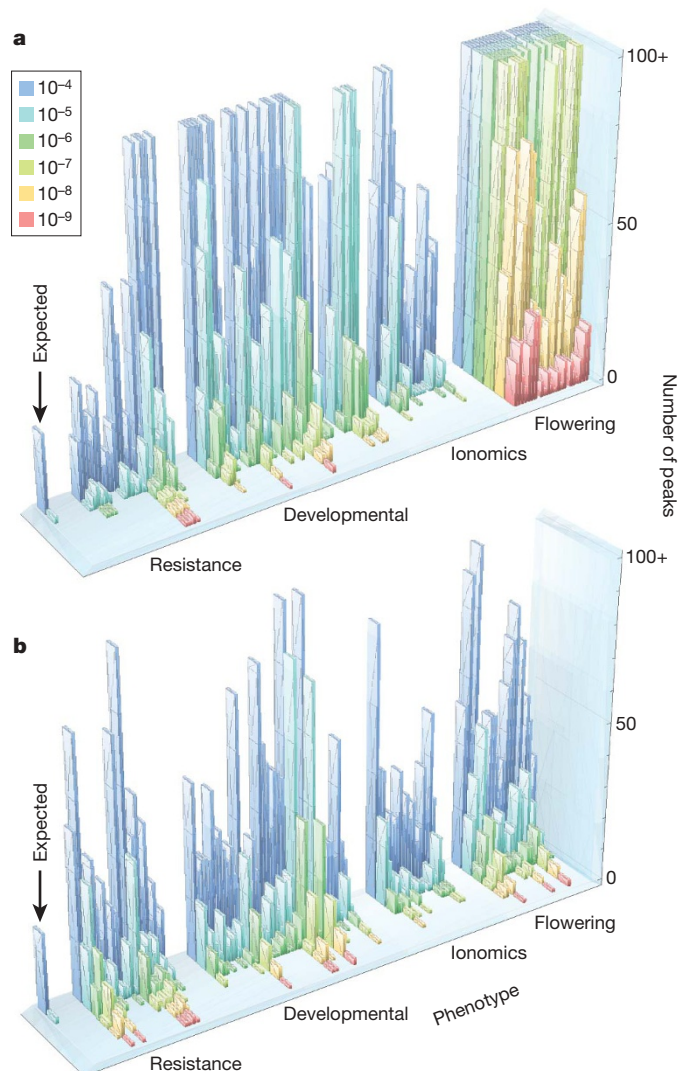 a
10⁻⁴
10⁻⁵
10⁻⁶
10⁻⁷
10⁻⁸
10⁻⁹
Expected
100+
50
0
Number of peaks
Flowering
Ionomics
Developmental
Resistance
b
Expected
100+
50
0
Flowering
Ionomics
Developmental
Phenotype
Resistance